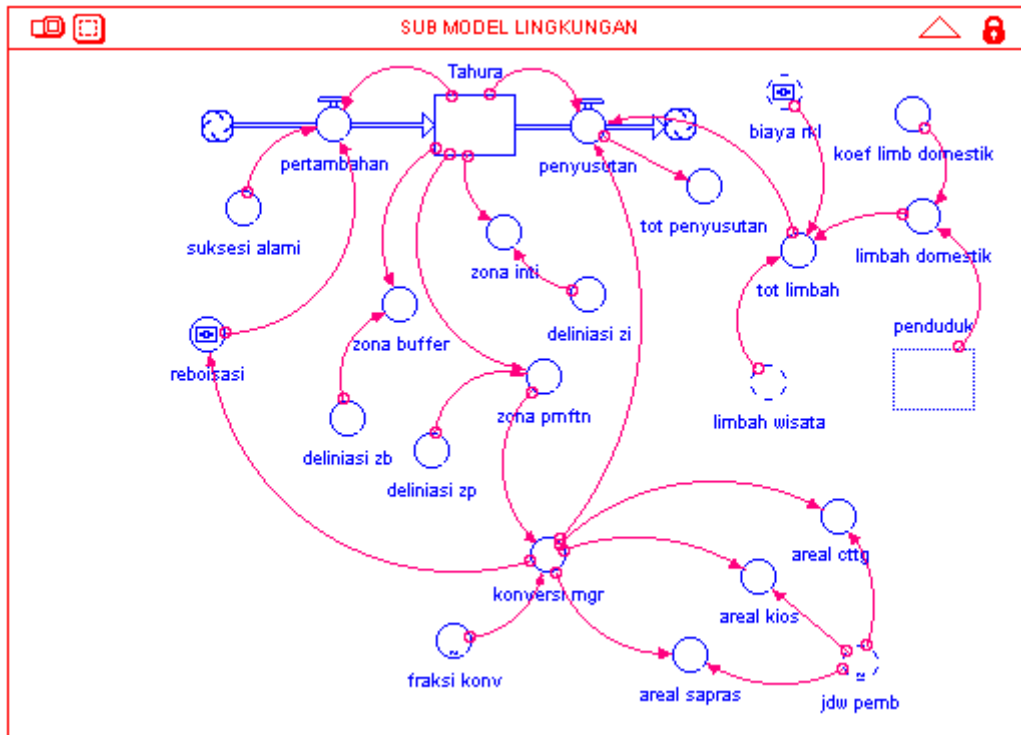 SUB MODEL LINGKUNGAN
Tahura
biaya rkl
koef limb domestik
pertambahan
penyusutan
tot penyusutan
suksesi alami
zona inti
limbah domestik
tot limbah
deliniasi zi
penduduk
zona buffer
reboisasi
zona pmftn
limbah wisata
deliniasi zb
deliniasi zp
areal cttg
konversi mgr
areal kios
fraksi konv
areal sapras
jdw pemb